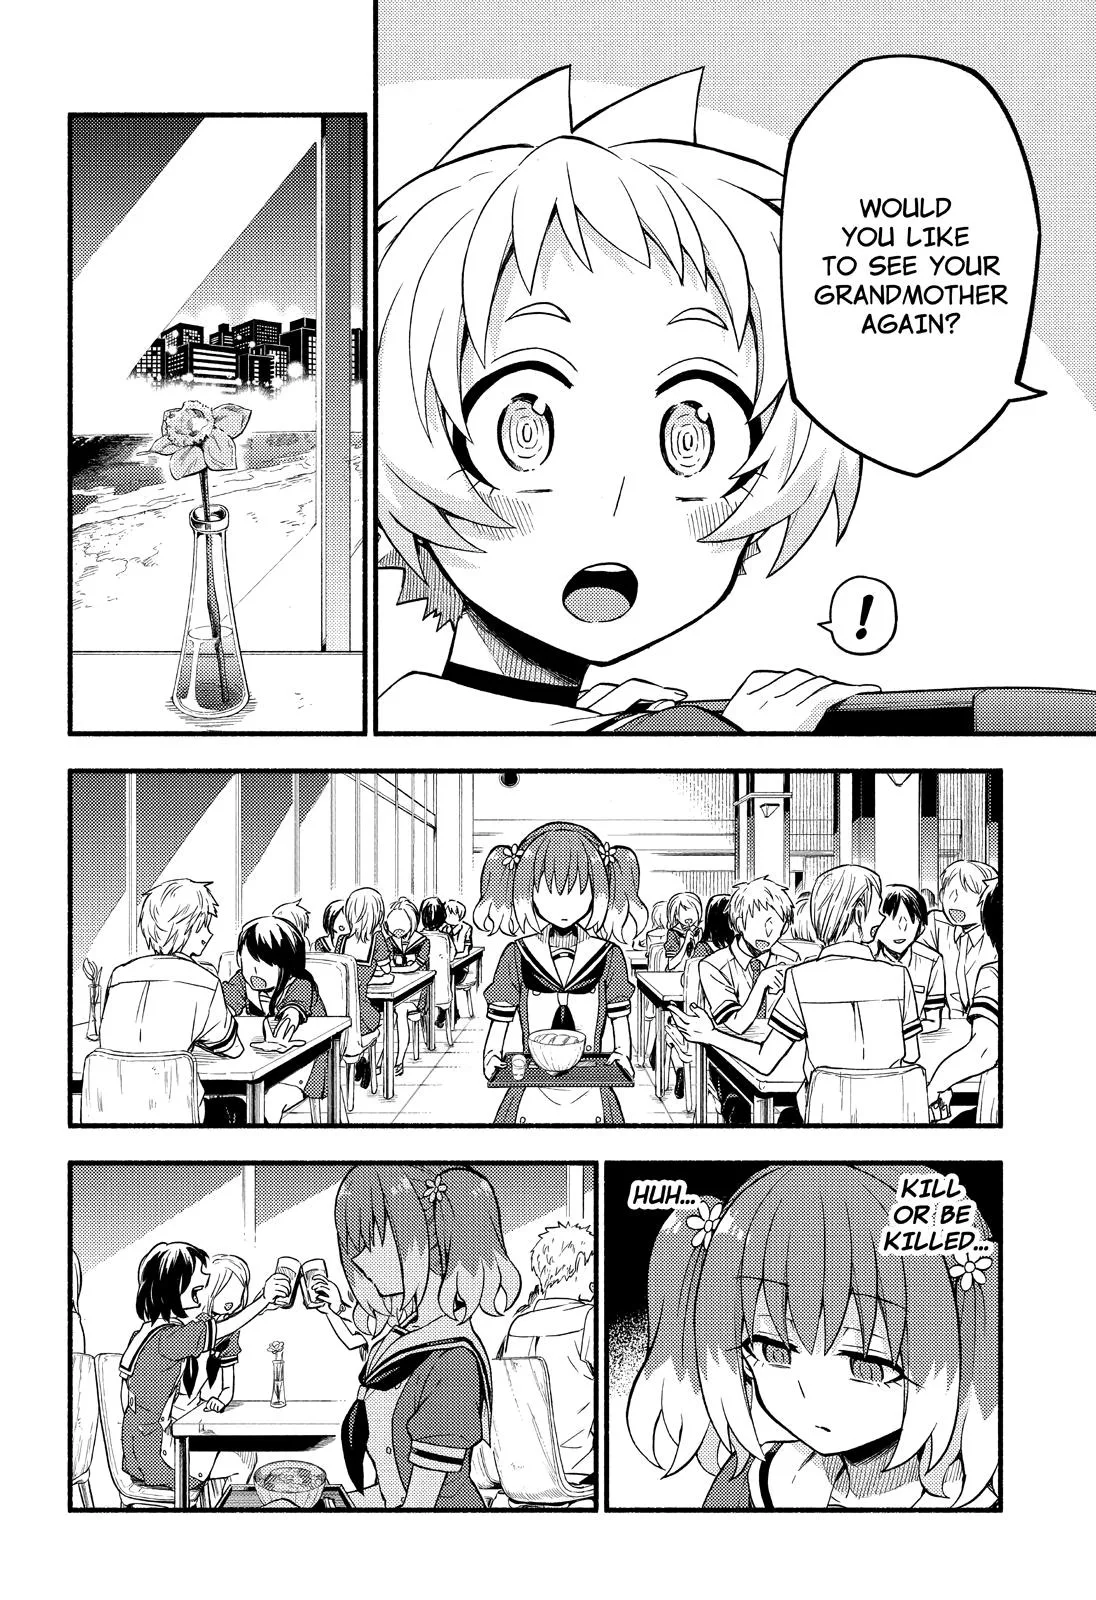 WOULD
YOU LIKE
TO SEE YOUR
GRANDMOTHER
AGAIN?
!
KILL
OR BE
KILLED...
HUH...